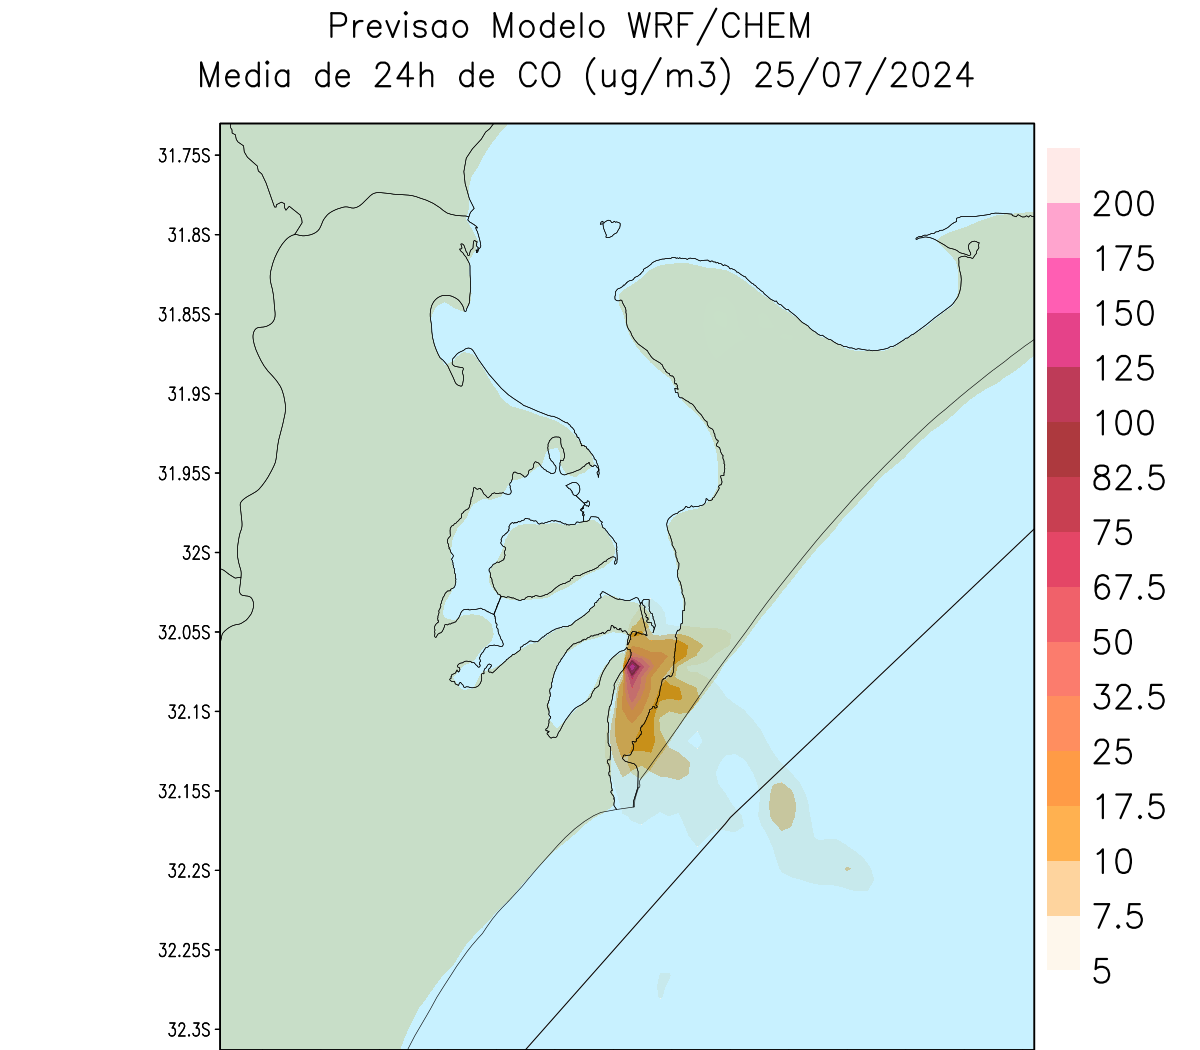 Previsao Modelo WRF/CHEM
Media de 24h de CO (ug/m3) 25/07/2024
31.75S
31.8S
31.85S
31.9S
31.95S
32S
32.05S
32.1S
32.15S
32.2S
32.25S
32.3S
200
175
150
125
100
82.5
75
67.5
50
32.5
25
17.5
10
7.5
5